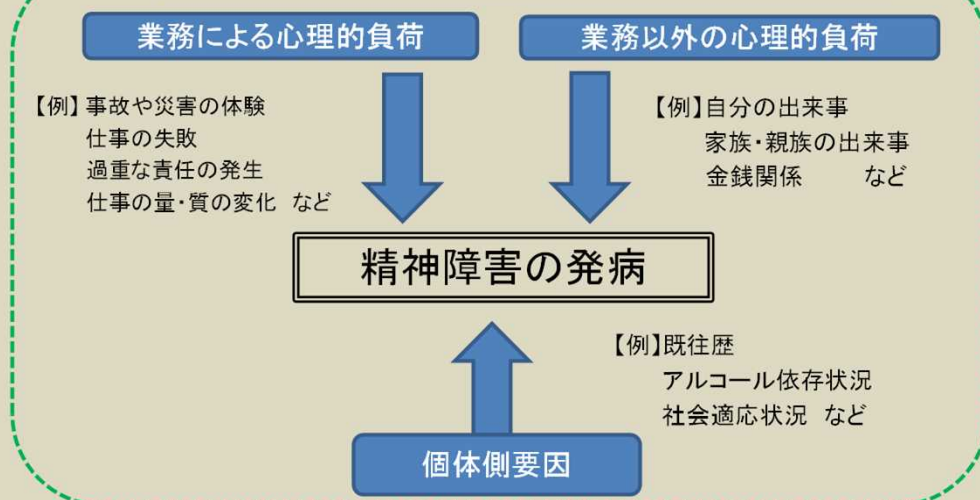 業務による心理的負荷
業務以外の心理的負荷
【例】事故や災害の体験
仕事の失敗
過重な責任の発生
仕事の量・質の変化 など
【例】自分の出来事
家族・親族の出来事
金銭関係 など
精神障害の発病
【例】既往歴
アルコール依存状況
社会適応状況 など
個体側要因